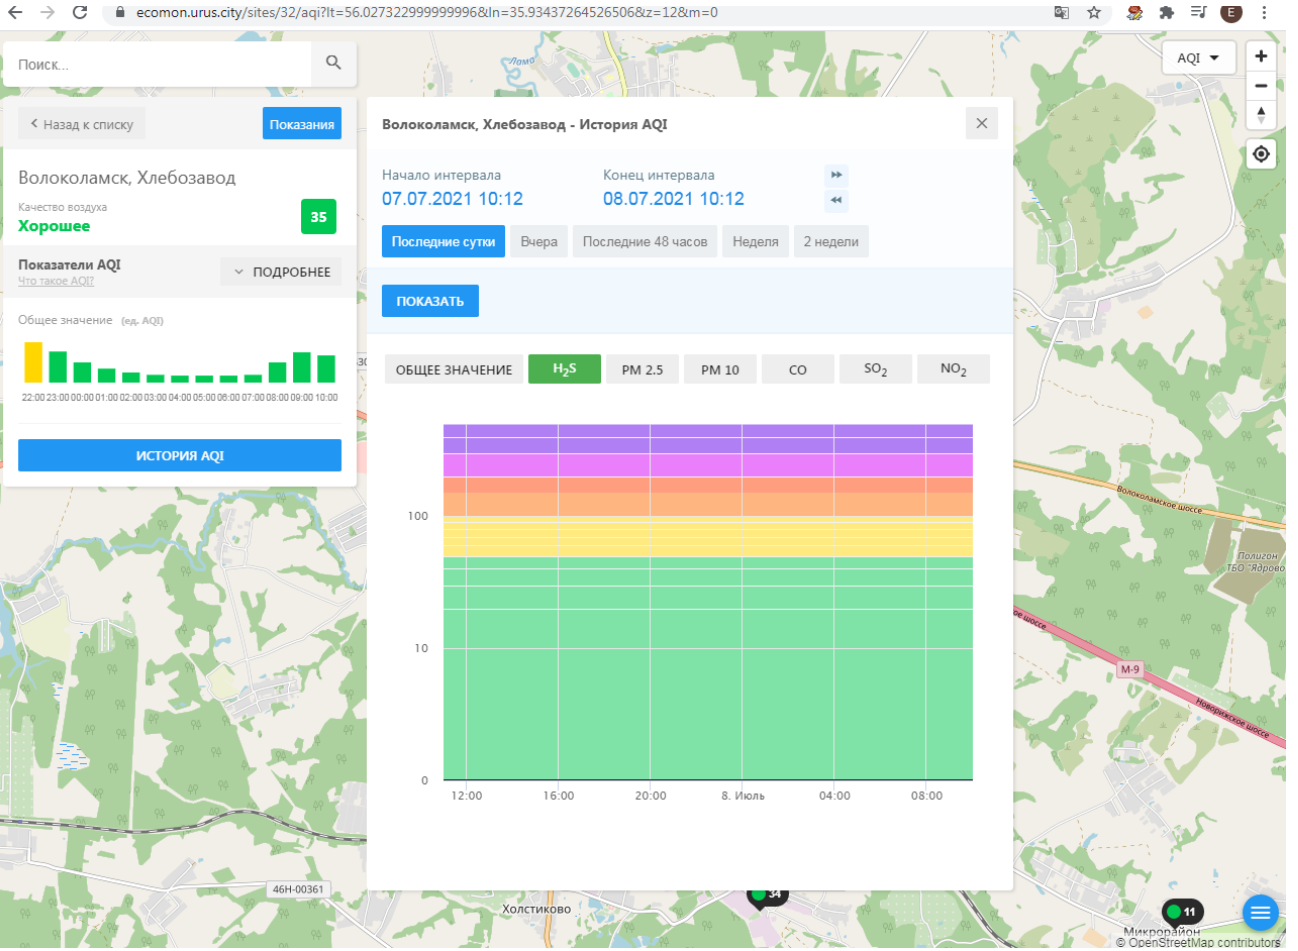 ecomon.urus.city/sites/32/aqi?lt=56.027322999999996&ln=35.93437264526506&z=12&m=0
E
Поиск...
Лама
AQI
Назад к списку
Показания
Волоколамск, Хлебозавод - История AQI
Волоколамск, Хлебозавод
Качество воздуха
Хорошее
35
Начало интервала
Конец интервала
07.07.2021 10:12
08.07.2021 10:12
Последние сутки
Вчера
Последние 48 часов
Неделя
2 недели
Показатели AQI
Что такое AQI?
ПОДРОБНЕЕ
ПОКАЗАТЬ
Общее значение (ед. AQI)
22:00 23:00 00:00 01:00 02:00 03:00 04:00 05:00 06:00 07:00 08:00 09:00 10:00
ИСТОРИЯ AQI
ОБЩЕЕ ЗНАЧЕНИЕ
H2S
PM 2.5
PM 10
CO
SO2
NO2
100
10
0
12:00
16:00
20:00
8. Июль
04:00
08:00
Волоколамское шоссе
Полигон
ТБО "Ядрово
ое шоссе
М-9
Новорижское шоссе
46Н-00361
34
Холстиково
11
Микрорайон
© OpenStreetMap contributors